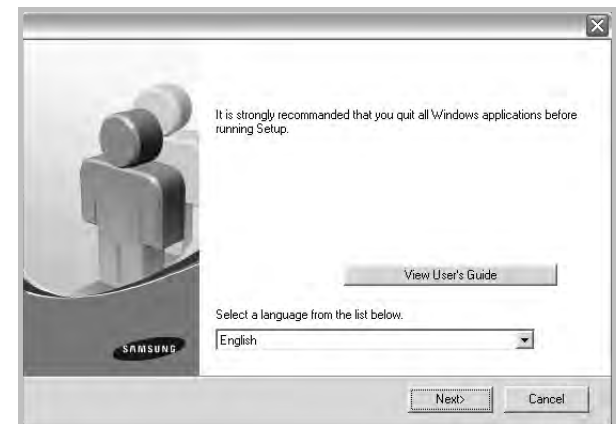 It is strongly recommanded that you quit all Windows applications before
running Setup.
View User's Guide
Select a language from the list below.
English
SAMSUNG
Next>
Cancel